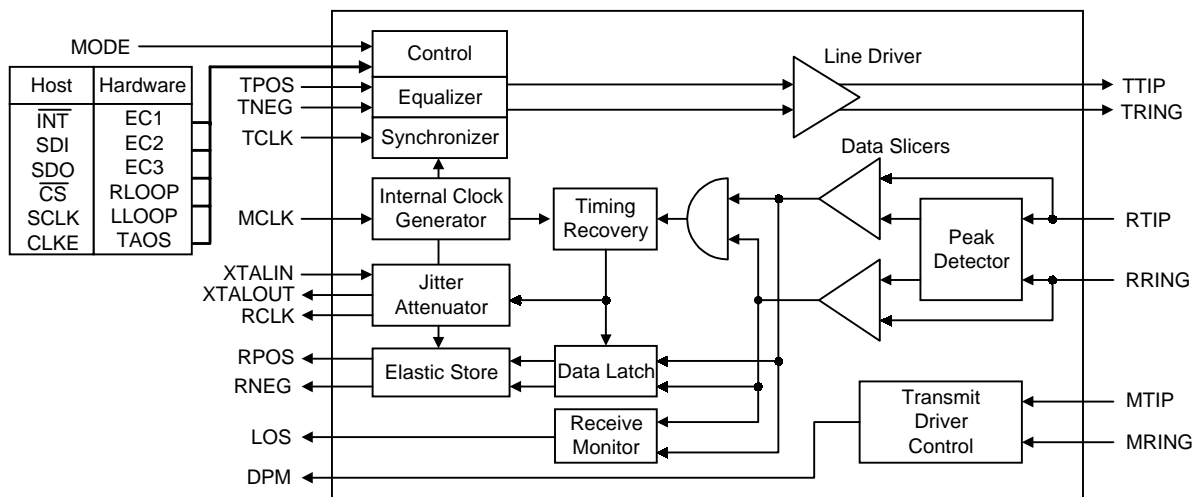 MODE
Host Hardware
INT EC1
SDI EC2
SDO EC3
CS RLOOP
SCLK LLOOP
CLKE TAOS
TPOS
TNEG
TCLK
MCLK
XTALIN
XTALOUT
RCLK
RPOS
RNEG
LOS
DPM
Control
Equalizer
Synchronizer
Internal Clock
Generator
Jitter
Attenuator
Elastic Store
Timing
Recovery
Data Latch
Receive
Monitor
Line Driver
Data Slicers
Peak
Detector
Transmit
Driver
Control
TTIP
TRING
RTIP
RRING
MTIP
MRING